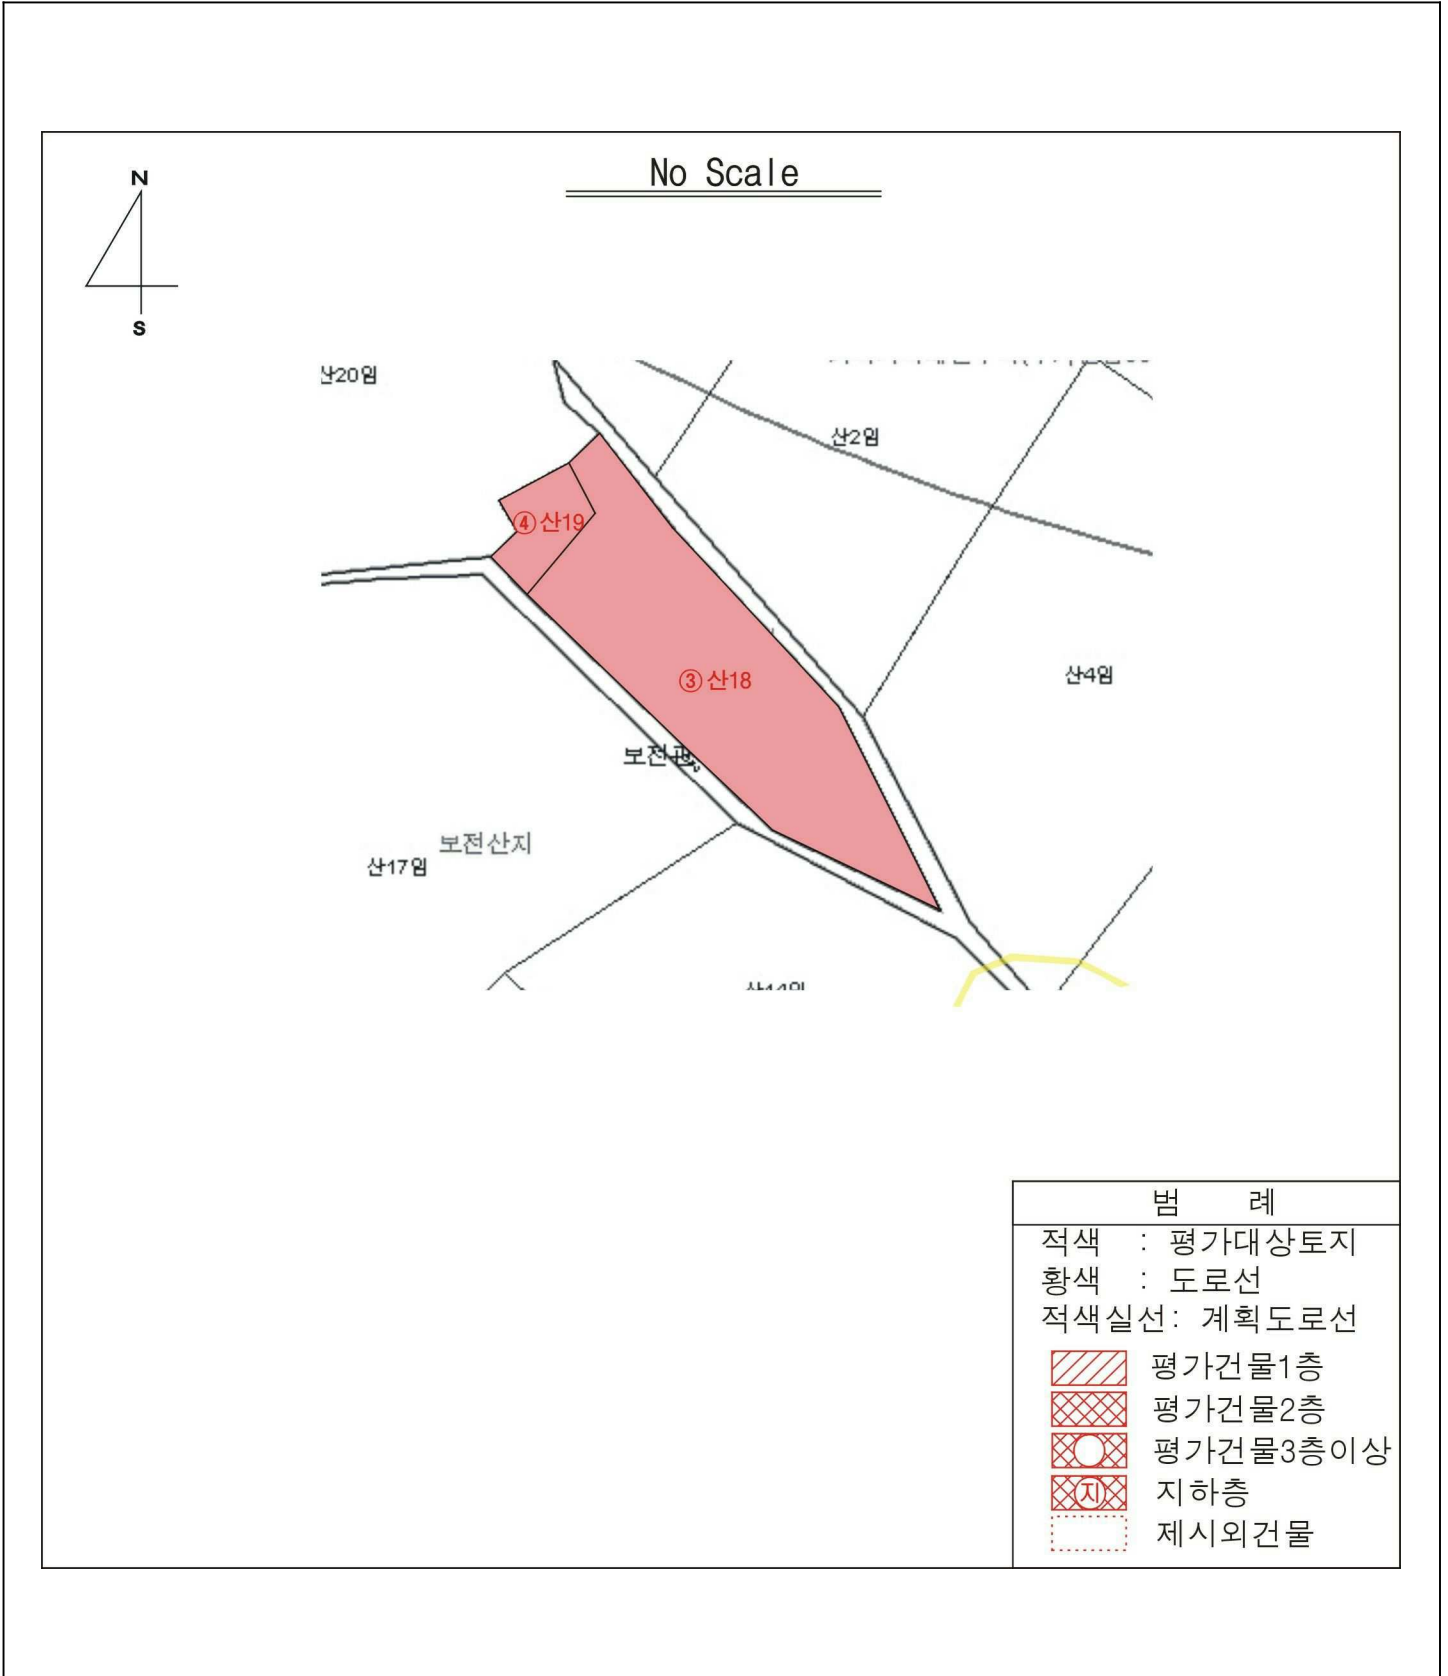 No Scale
N
S
산20임
산2임
④산19
③산18
산4임
보전관
보전산지
산17임
범 례
적색 : 평가대상토지
황색 : 도로선
적색실선: 계획도로선
평가건물1층
평가건물2층
평가건물3층이상
지 지하층
제시외건물